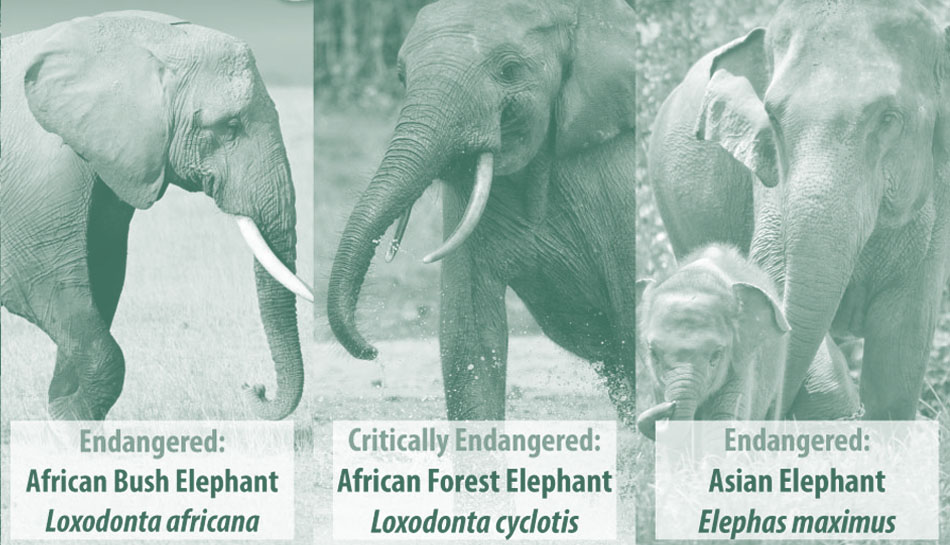 Endangered:
African Bush Elephant
Loxodonta africana
Critically Endangered:
African Forest Elephant
Loxodonta cyclotis
Endangered:
Asian Elephant
Elephas maximus